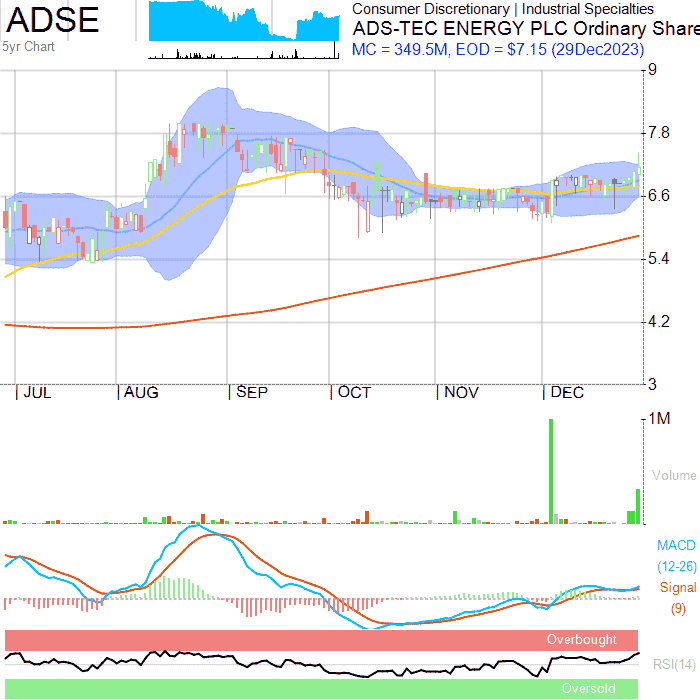 ADSE
5yr Chart
Consumer Discretionary | Industrial Specialties
ADS-TEC ENERGY PLC Ordinary Share
MC = 349.5M, EOD = $7.15 (29Dec2023)
9
7.8
6.6
5.4
4.2
3
JUL AUG SEP OCT NOV DEC
1M
Volume
MACD
(12-26)
Signal
(9)
Overbought
RSI(14)
Oversold